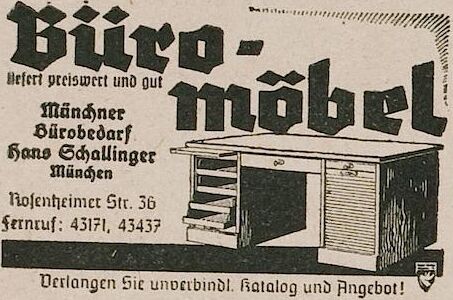 Büro-
möbel
liefert preiswert und gut
Münchner
Bürobedarf
Hans Schallinger
München
Rosenheimer Str. 36
Fernruf: 43171, 43437
Verlangen Sie unverbindl. Katalog und Angebot!